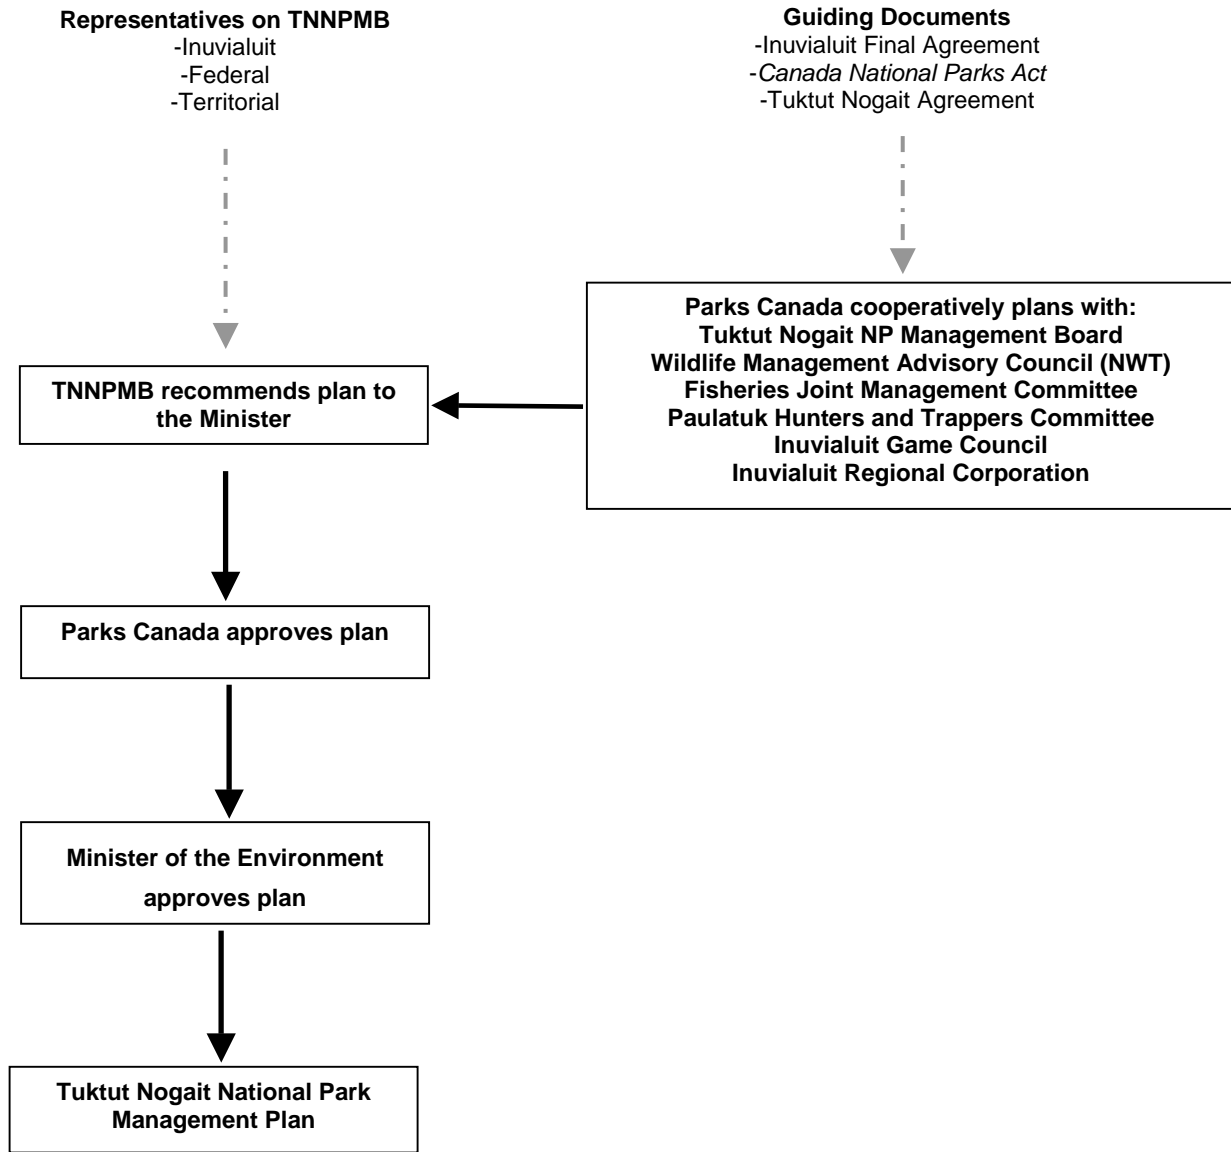 Representatives on TNNPMB
-Inuvialuit
-Federal
-Territorial
Guiding Documents
-Inuvialuit Final Agreement
-Canada National Parks Act
-Tuktut Nogait Agreement
Parks Canada cooperatively plans with:
Tuktut Nogait NP Management Board
Wildlife Management Advisory Council (NWT)
Fisheries Joint Management Committee
Paulatuk Hunters and Trappers Committee
Inuvialuit Game Council
Inuvialuit Regional Corporation
TNNPMB recommends plan to
the Minister
Parks Canada approves plan
Minister of the Environment
approves plan
Tuktut Nogait National Park
Management Plan